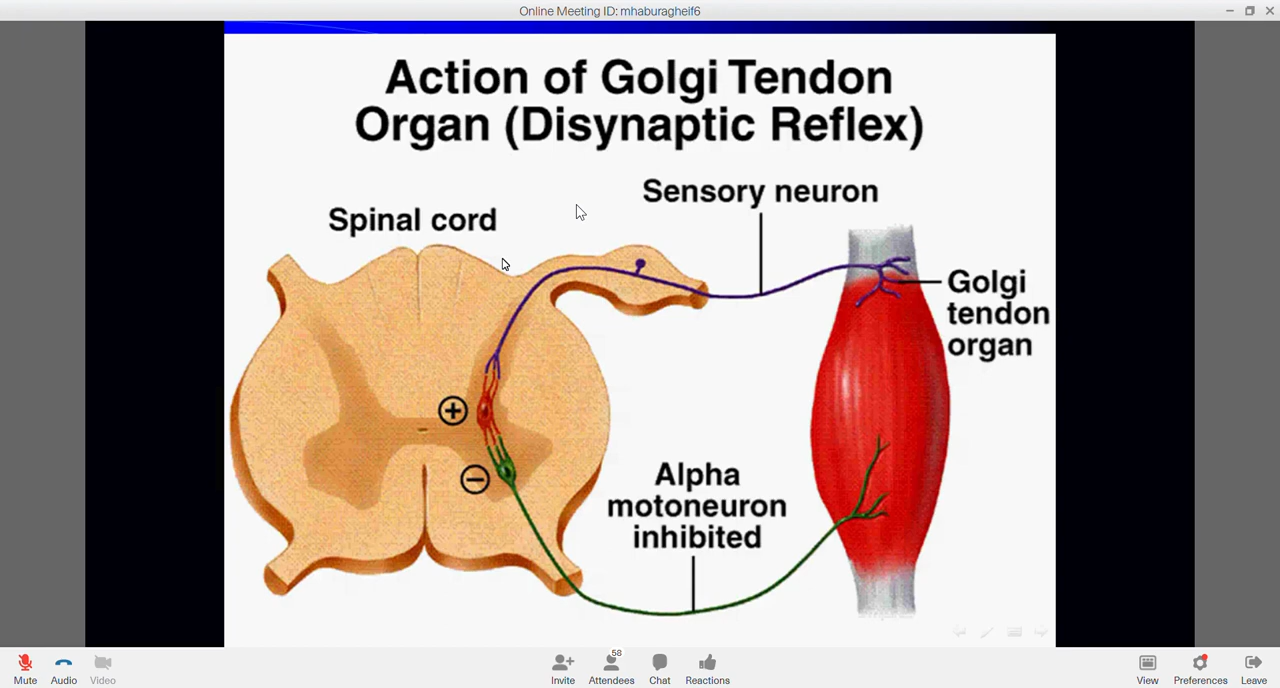 Online Meeting ID: mhaburagheif6
Action of Golgi Tendon
Organ (Disynaptic Reflex)
Sensory neuron
Spinal cord
Golgi
tendon
organ
+
−
Alpha
motoneuron
inhibited
58
Mute Audio Video Invite Attendees Chat Reactions View Preferences Leave